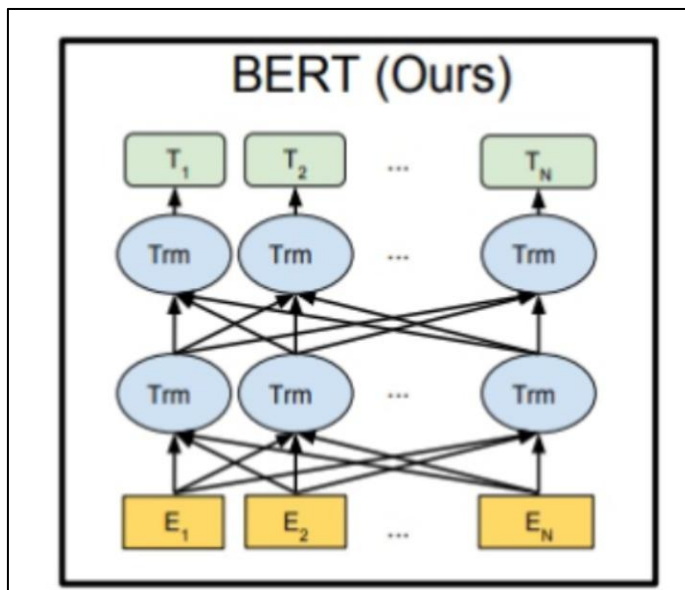 BERT (Ours)
T1 T2 ... TN
Trm Trm ... Trm
Trm Trm ... Trm
E1 E2 ... EN